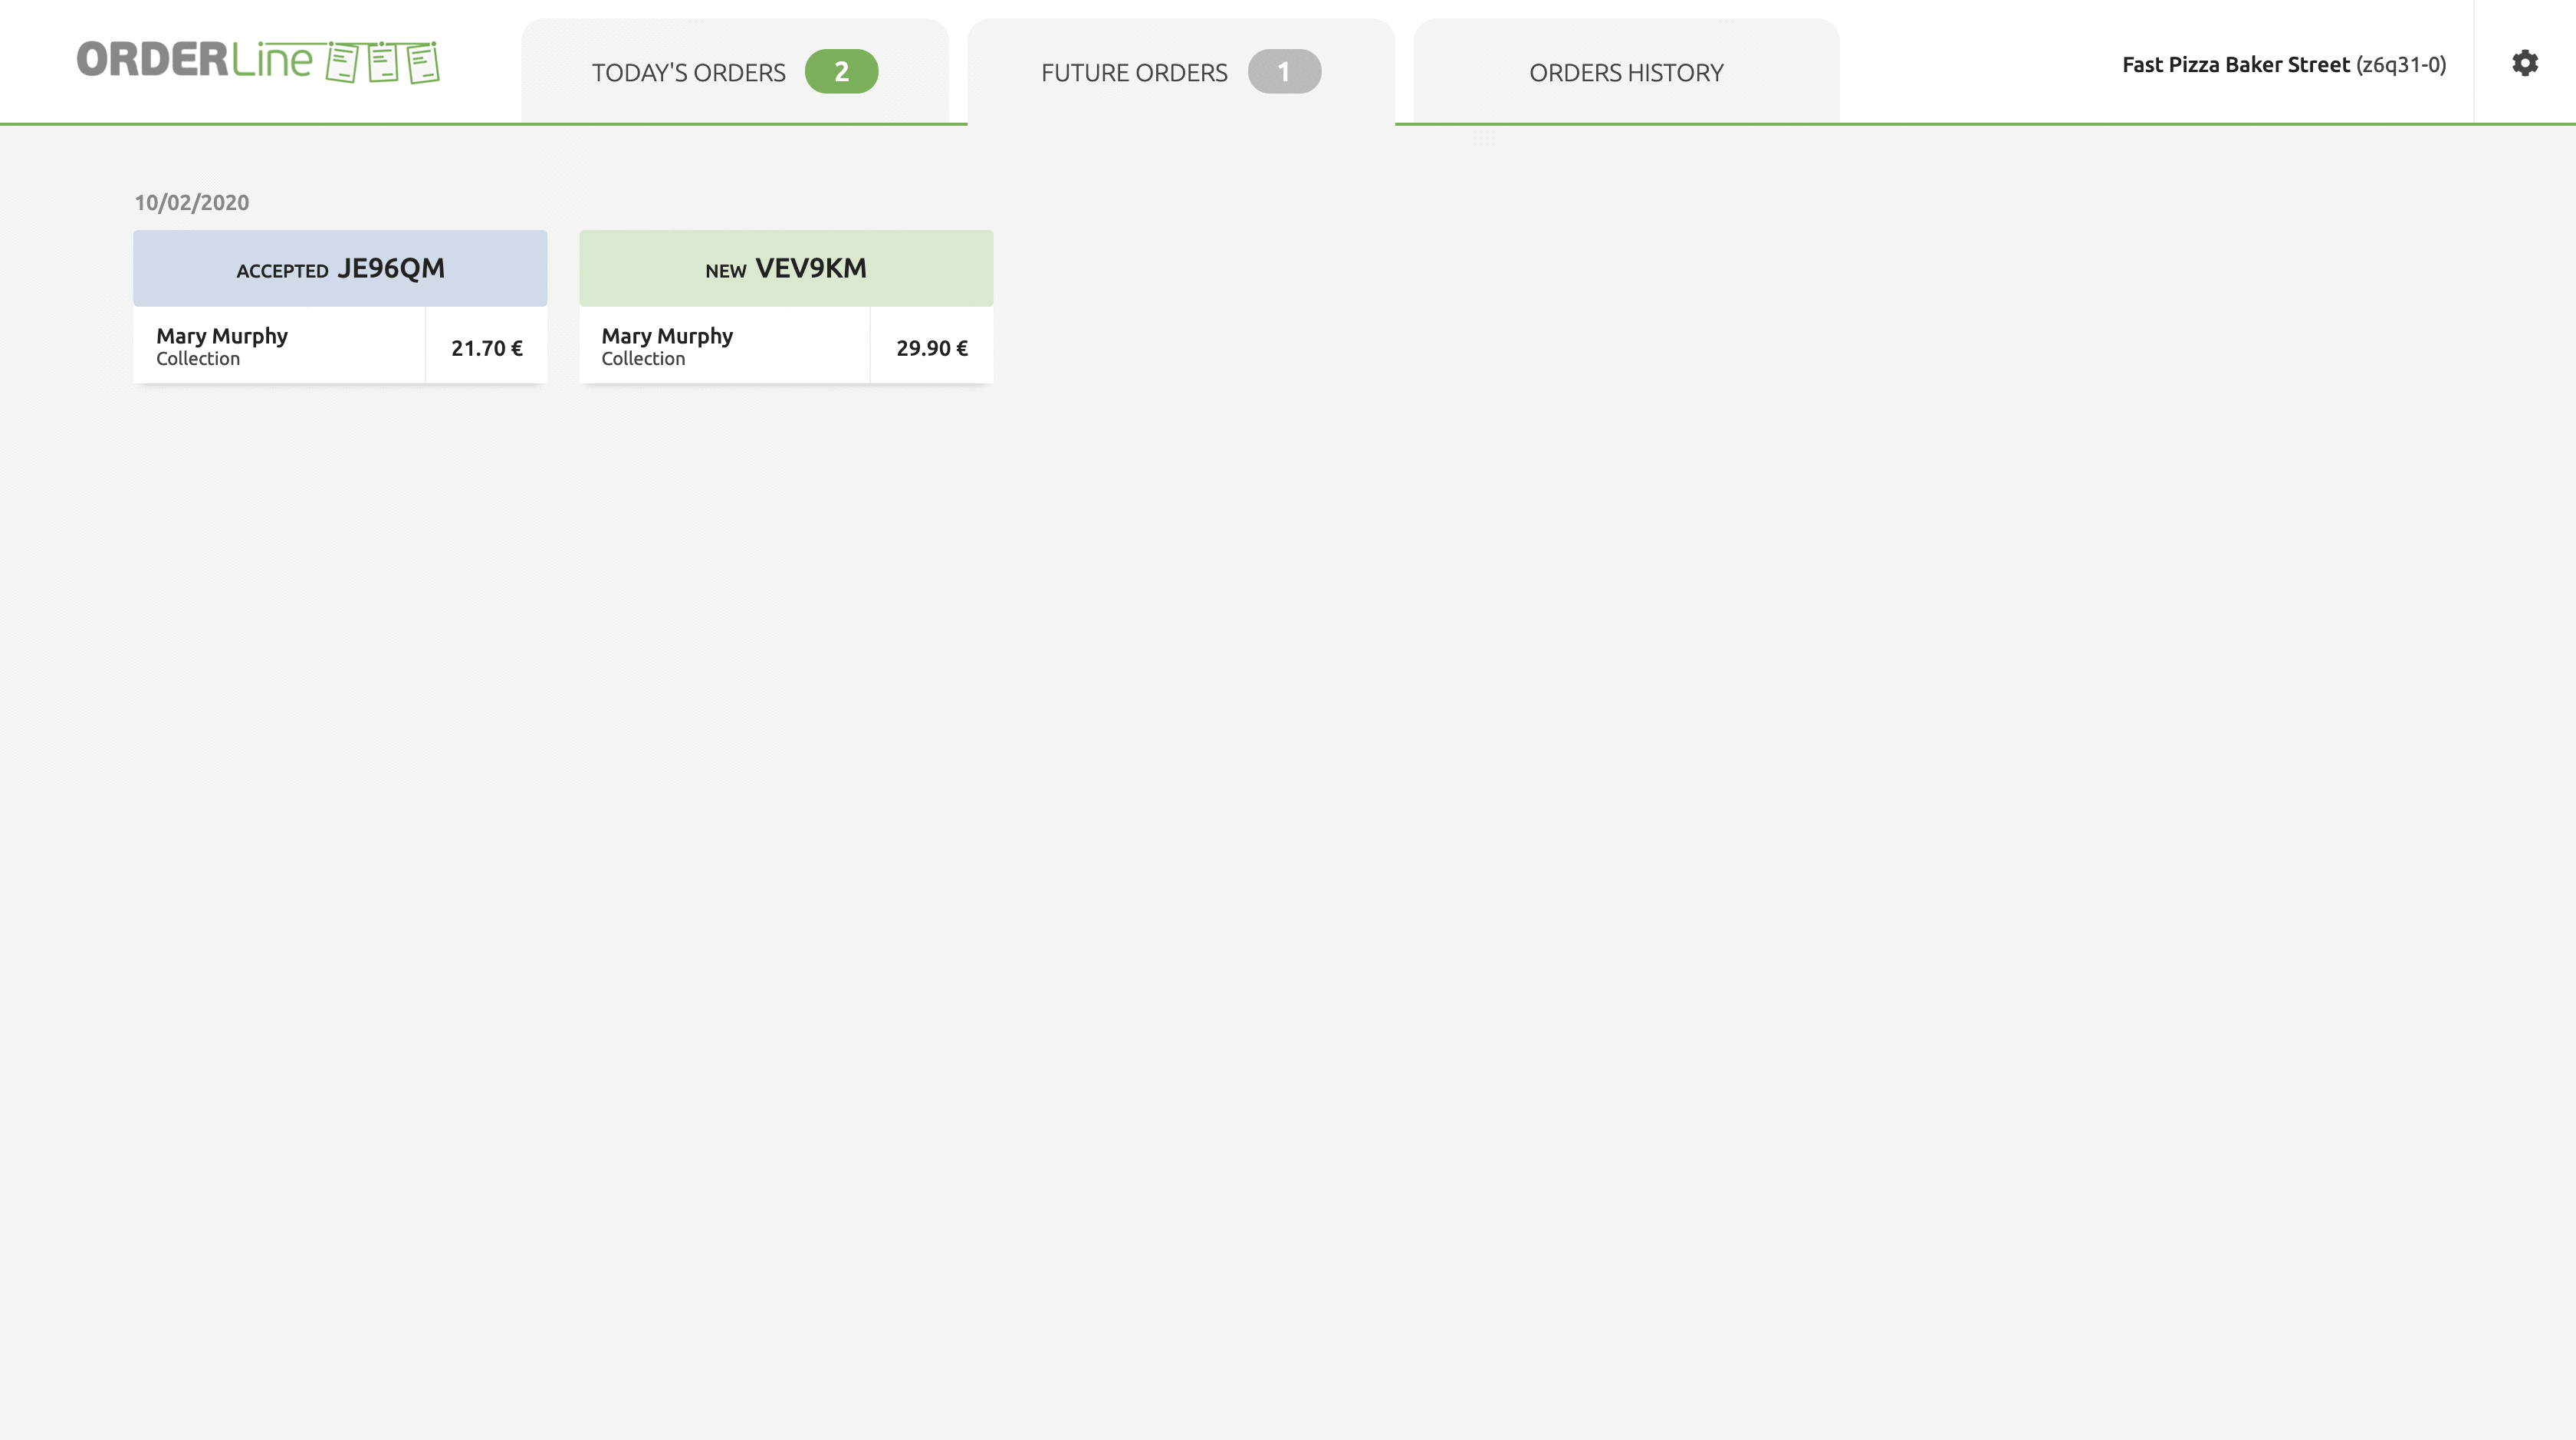 ORDERLine
TODAY'S ORDERS 2
FUTURE ORDERS 1
ORDERS HISTORY
Fast Pizza Baker Street (z6q31-0)
10/02/2020
ACCEPTED JE96QM
Mary Murphy
Collection
21.70 €
NEW VEV9KM
Mary Murphy
Collection
29.90 €